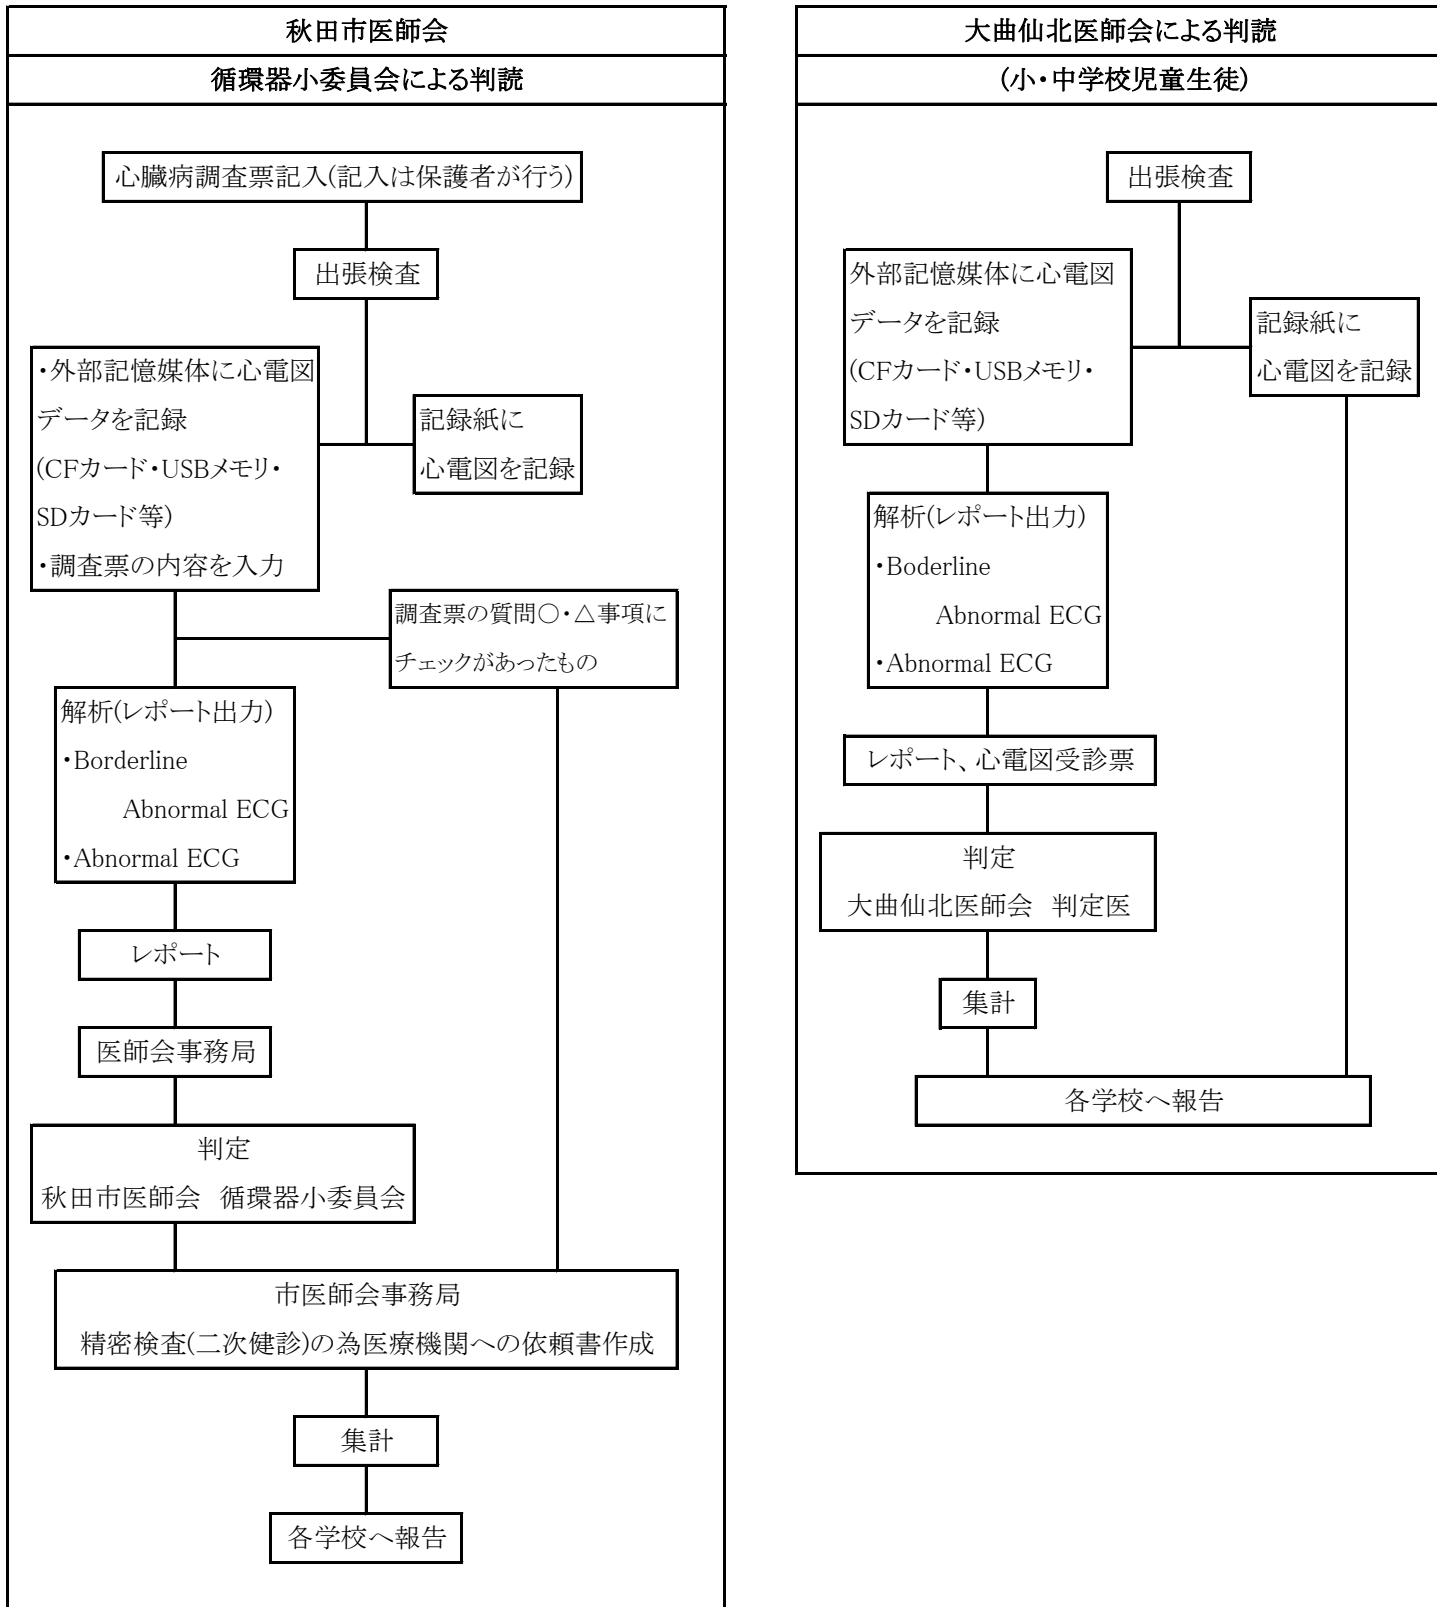 秋田市医師会
循環器小委員会による判読
心臓病調査票記入(記入は保護者が行う)
出張検査
・外部記憶媒体に心電図
データを記録
(CFカード・USBメモリ・
SDカード等)
・調査票の内容を入力
記録紙に
心電図を記録
調査票の質問○・△事項に
チェックがあったもの
解析(レポート出力)
・Borderline
Abnormal ECG
・Abnormal ECG
レポート
医師会事務局
判定
秋田市医師会 循環器小委員会
市医師会事務局
精密検査(二次健診)の為医療機関への依頼書作成
集計
各学校へ報告
大曲仙北医師会による判読
(小・中学校児童生徒)
出張検査
外部記憶媒体に心電図
データを記録
(CFカード・USBメモリ・
SDカード等)
記録紙に
心電図を記録
解析(レポート出力)
・Boderline
Abnormal ECG
・Abnormal ECG
レポート、心電図受診票
判定
大曲仙北医師会 判定医
集計
各学校へ報告